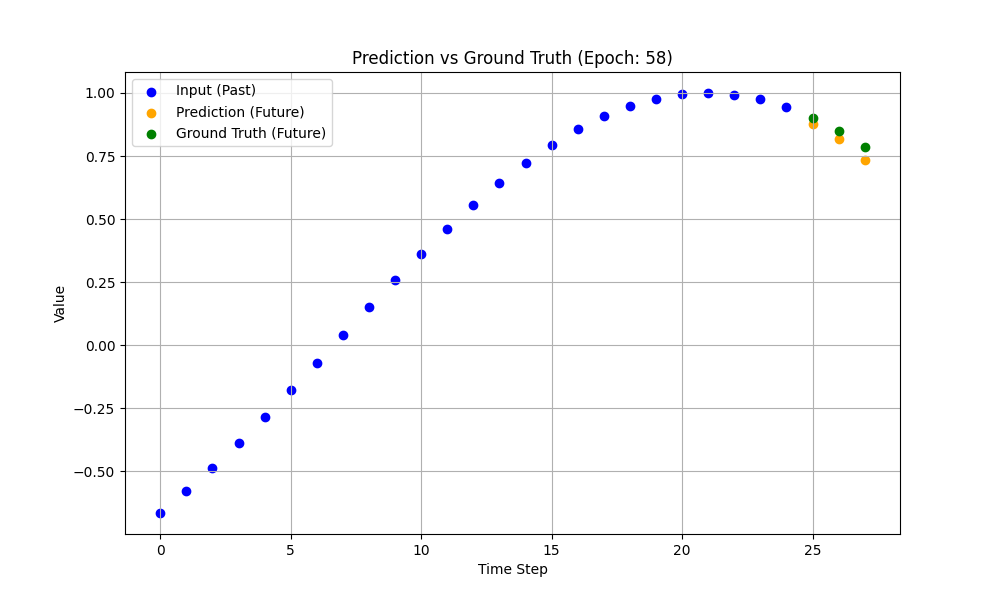 Prediction vs Ground Truth (Epoch: 58)
Input (Past)
Prediction (Future)
Ground Truth (Future)
1.00
0.75
0.50
0.25
0.00
−0.25
−0.50
Value
0 5 10 15 20 25
Time Step